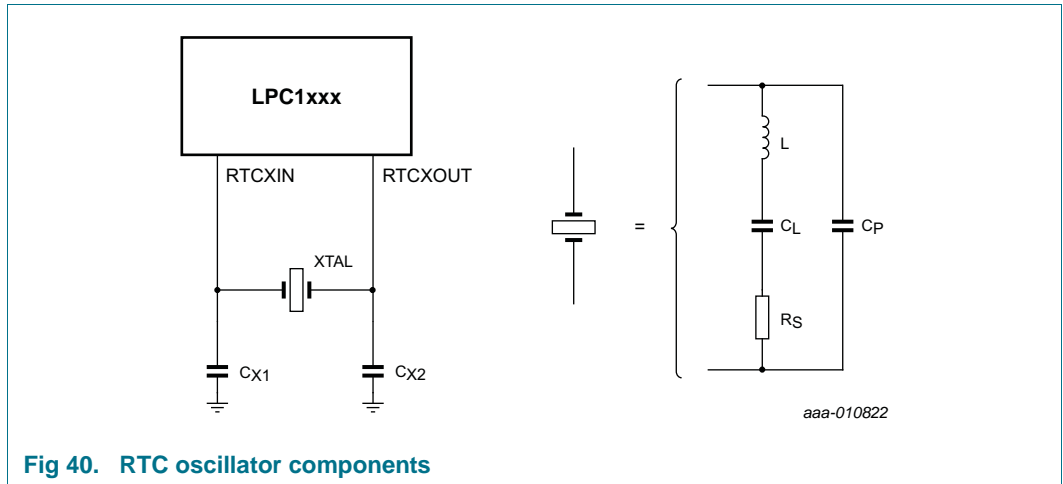 LPC1xxx
RTCXIN
RTCXOUT
XTAL
CX1
CX2
=
L
CL
CP
RS
aaa-010822
Fig 40. RTC oscillator components